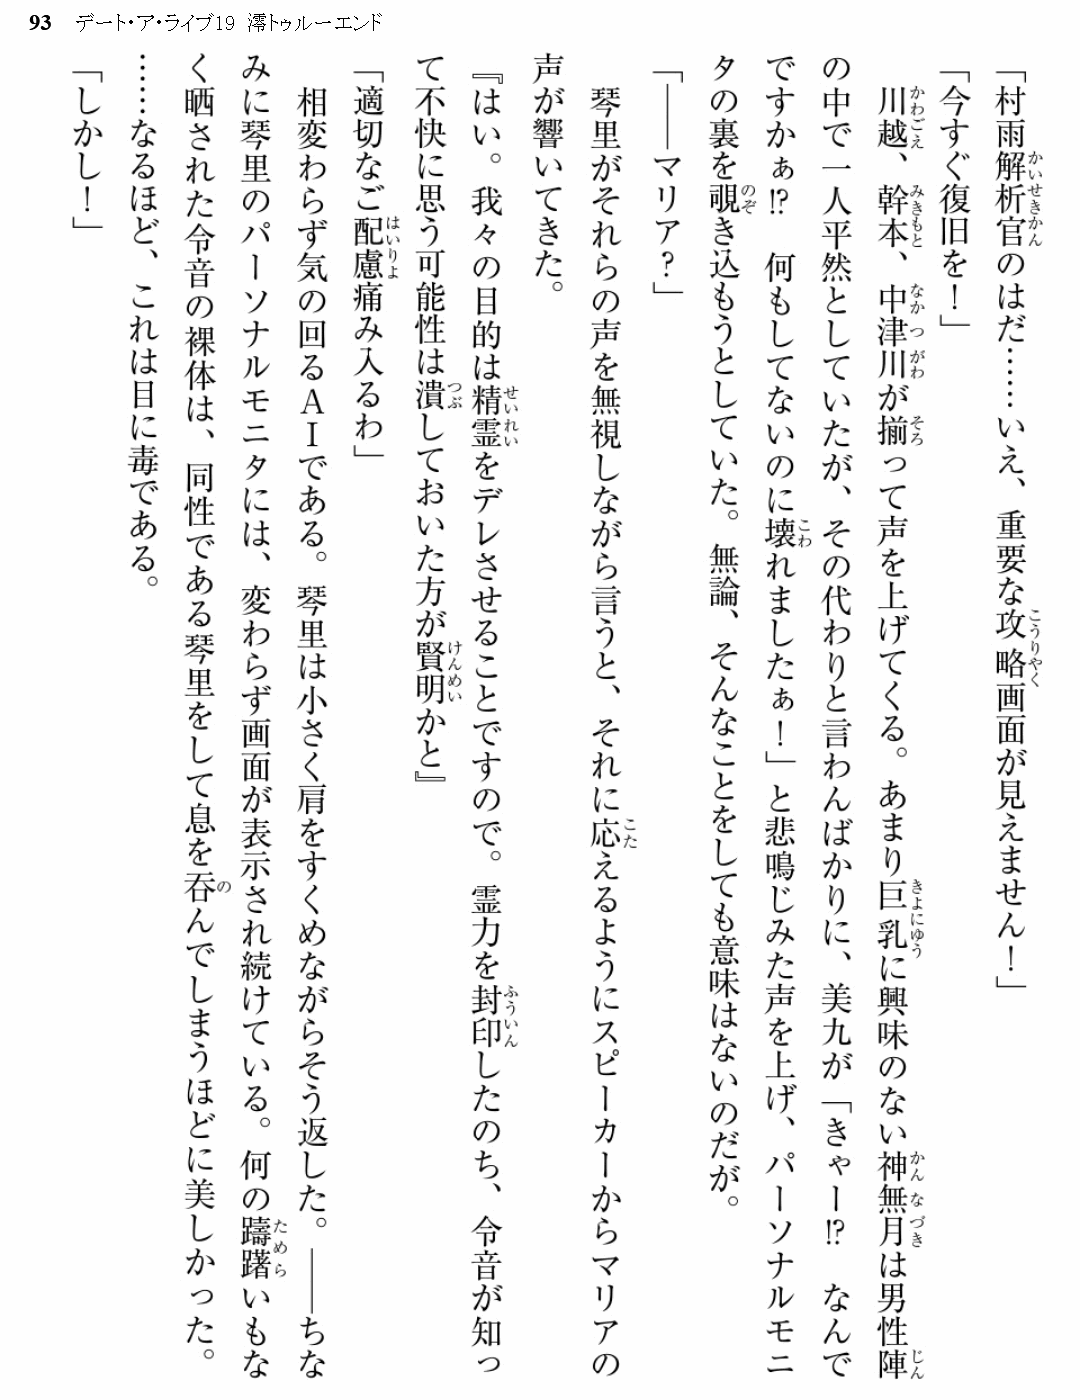 93 デート・ア・ライブ19 澪トゥルーエンド
「村雨解析官のはだ……いえ、重要な攻略画面が見えません！」
「今すぐ復旧を！」
　川越、幹本、中津川が揃って声を上げてくる。あまり巨乳に興味のない神無月は男性陣
の中で一人平然としていたが、その代わりと言わんばかりに、美九が「きゃー⁉　なんで
ですかぁ⁉　何もしてないのに壊れましたぁ！」と悲鳴じみた声を上げ、パーソナルモニ
タの裏を覗き込もうとしていた。無論、そんなことをしても意味はないのだが。
「――マリア？」
　琴里がそれらの声を無視しながら言うと、それに応えるようにスピーカーからマリアの
声が響いてきた。
『はい。我々の目的は精霊をデレさせることですので。霊力を封印したのち、令音が知っ
て不快に思う可能性は潰しておいた方が賢明かと』
「適切なご配慮痛み入るわ」
　相変わらず気の回るＡＩである。琴里は小さく肩をすくめながらそう返した。――ちな
みに琴里のパーソナルモニタには、変わらず画面が表示され続けている。何の躊躇いもな
く晒された令音の裸体は、同性である琴里をして息を呑んでしまうほどに美しかった。
……なるほど、これは目に毒である。
「しかし！」